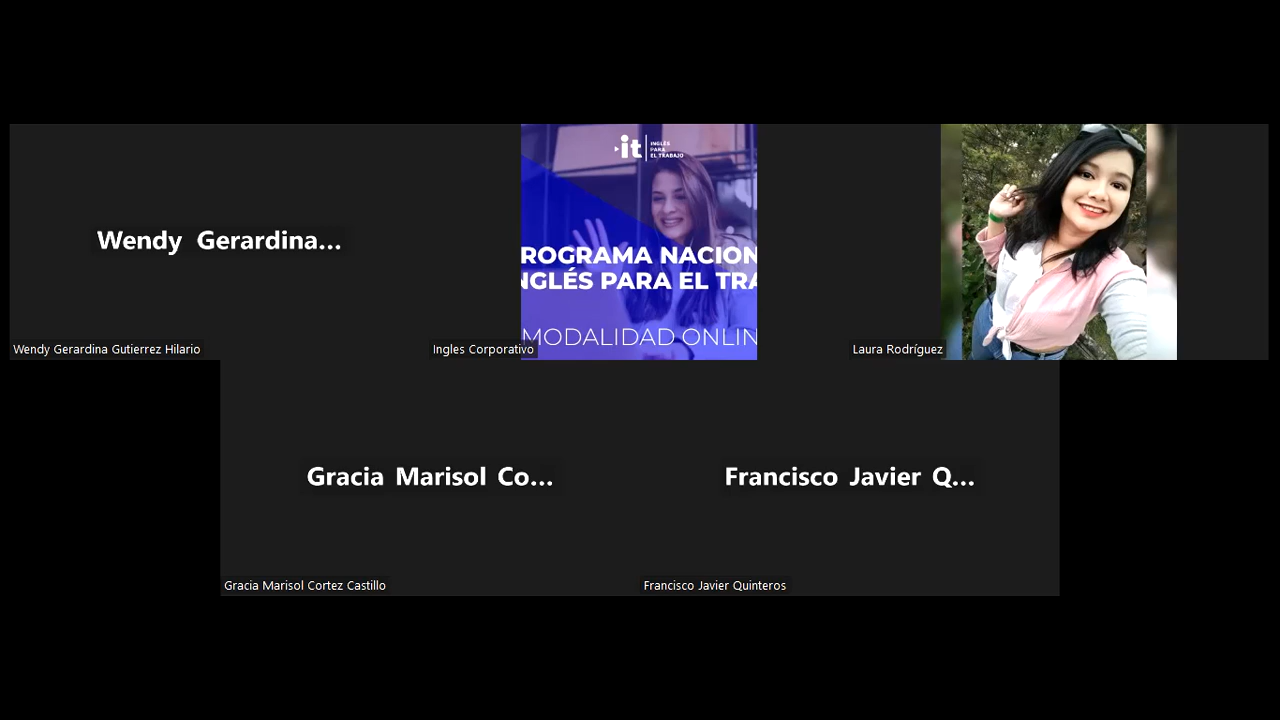 Wendy Gerardina...
Wendy Gerardina Gutierrez Hilario
it
INGLÉS
PARA
EL TRABAJO
ROGRAMA NACION
NGLÉS PARA EL TRA
MODALIDAD ONLIN
Ingles Corporativo
Laura Rodríguez
Gracia Marisol Co...
Gracia Marisol Cortez Castillo
Francisco Javier Q...
Francisco Javier Quinteros